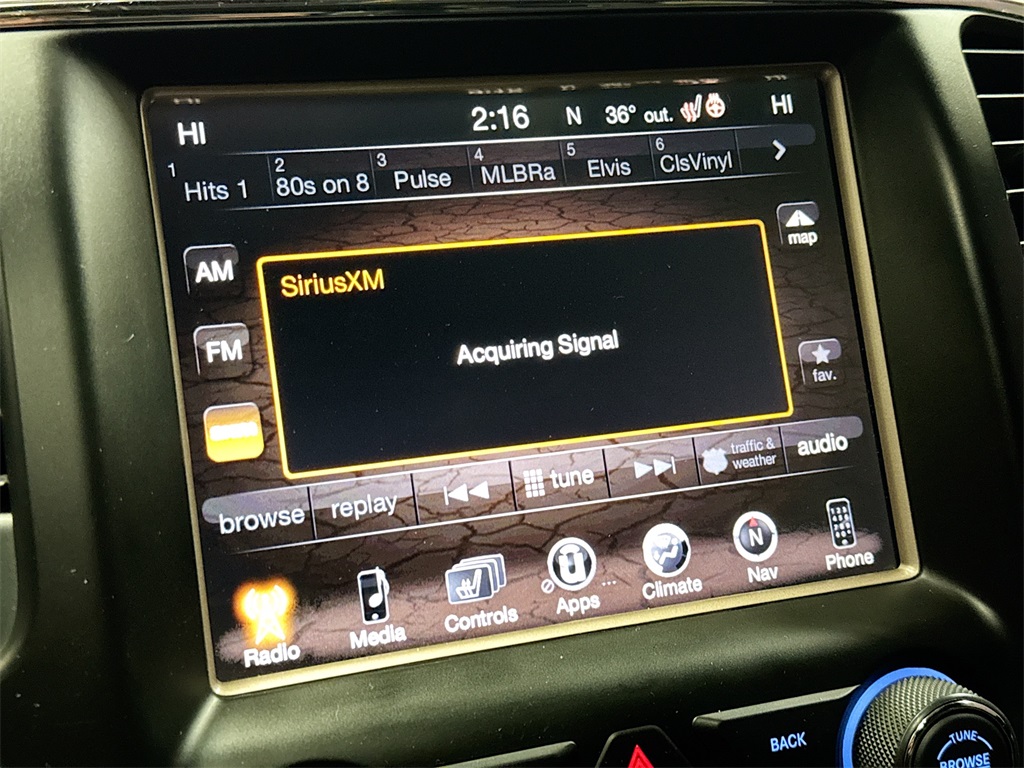 HI 2:16 N 36° out. HI
1 Hits 1 2 80s on 8 3 Pulse 4 MLBRa 5 Elvis 6 ClsVinyl
map
AM
SiriusXM
Acquiring Signal
FM
fav.
browse replay tune traffic & weather audio
Radio Media Controls Apps ... Climate N Nav Phone
BACK
TUNE
BROWSE